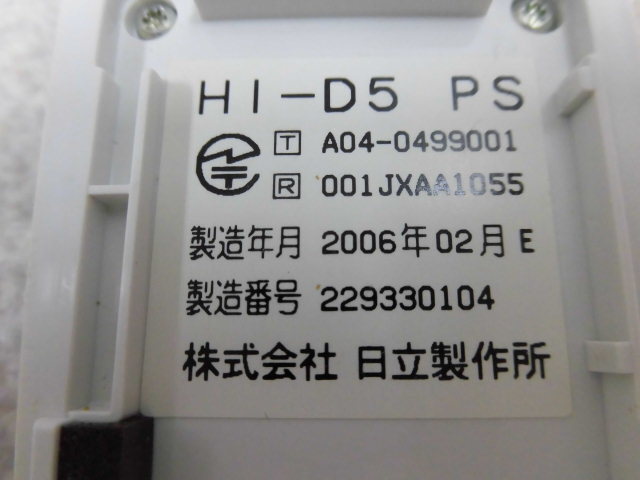 HI-D5 PS
T A04-0499001
R 001JXAA1055
製造年月 2006年02月 E
製造番号 229330104
株式会社 日立製作所